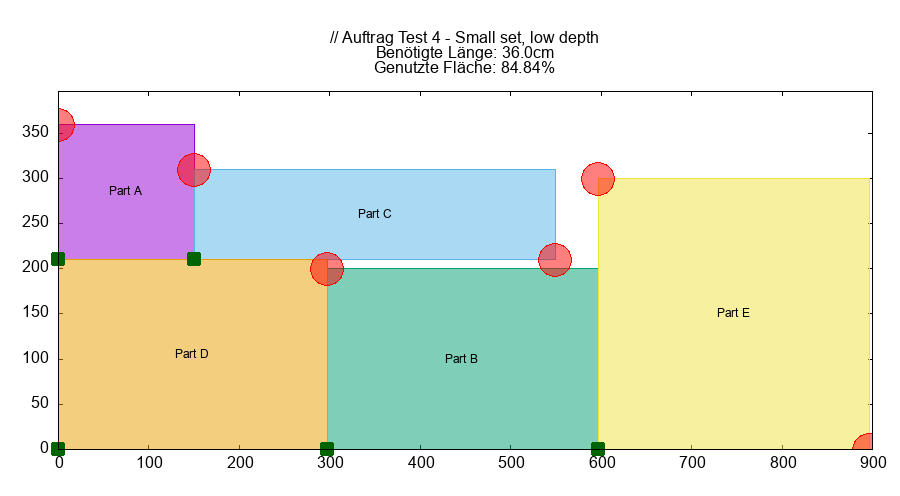 // Auftrag Test 4 - Small set, low depth
Benötigte Länge: 36.0cm
Genutzte Fläche: 84.84%
350
300
250
200
150
100
50
0
Part A
Part C
Part D
Part B
Part E
0 100 200 300 400 500 600 700 800 900